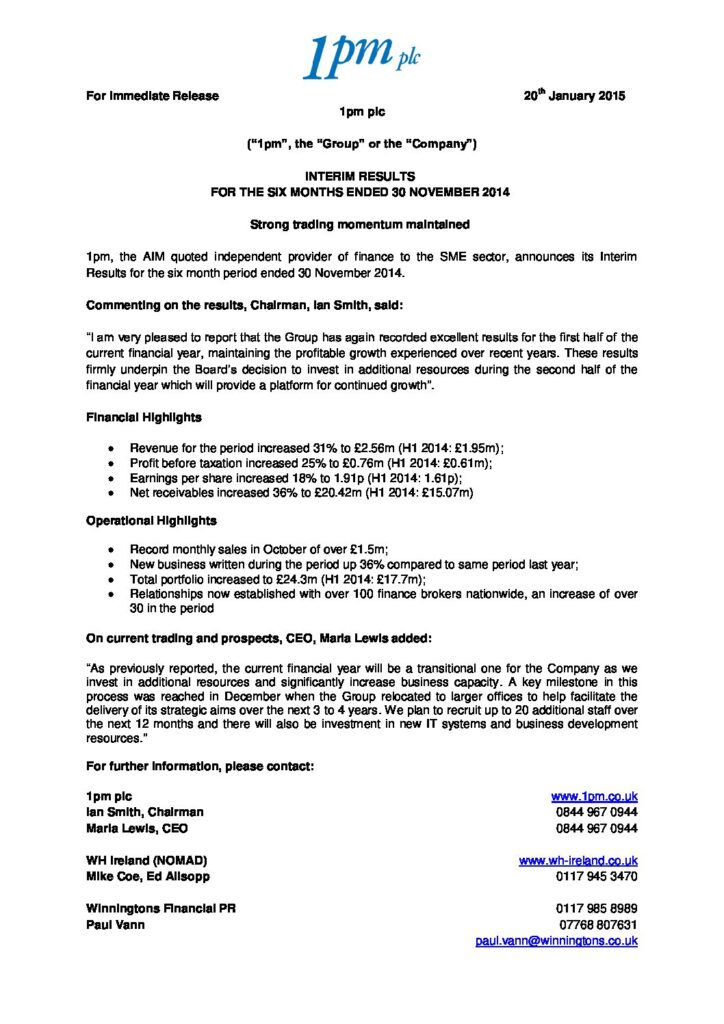 1pm plc
For Immediate Release 20th January 2015
1pm plc
("1pm", the "Group" or the "Company")
INTERIM RESULTS
FOR THE SIX MONTHS ENDED 30 NOVEMBER 2014
Strong trading momentum maintained
1pm, the AIM quoted independent provider of finance to the SME sector, announces its Interim
Results for the six month period ended 30 November 2014.
Commenting on the results, Chairman, Ian Smith, said:
"I am very pleased to report that the Group has again recorded excellent results for the first half of the
current financial year, maintaining the profitable growth experienced over recent years. These results
firmly underpin the Board's decision to invest in additional resources during the second half of the
financial year which will provide a platform for continued growth".
Financial Highlights
• Revenue for the period increased 31% to £2.56m (H1 2014: £1.95m);
• Profit before taxation increased 25% to £0.76m (H1 2014: £0.61m);
• Earnings per share increased 18% to 1.91p (H1 2014: 1.61p);
• Net receivables increased 36% to £20.42m (H1 2014: £15.07m)
Operational Highlights
• Record monthly sales in October of over £1.5m;
• New business written during the period up 36% compared to same period last year;
• Total portfolio increased to £24.3m (H1 2014: £17.7m);
• Relationships now established with over 100 finance brokers nationwide, an increase of over
30 in the period
On current trading and prospects, CEO, Maria Lewis, added:
"As previously reported, the current financial year will be a transitional one for the Company as we
invest in additional resources and significantly increase business capacity. A key milestone in this
process was reached in December when the Group relocated to larger offices to help facilitate the
delivery of its strategic aims over the next 3 to 4 years. We plan to recruit up to 20 additional staff over
the next 12 months and there will also be investment in new IT systems and business development
resources."
For further information, please contact:
1pm plc www.1pm.co.uk
Ian Smith, Chairman 0844 967 0944
Maria Lewis, CEO 0844 967 0944
WH Ireland (NOMAD) www.wh-ireland.co.uk
Mike Coe, Ed Allsopp 0117 945 3470
Winningtons Financial PR 0117 985 8989
Paul Vann 07768 807631
paul.vann@winningtons.co.uk